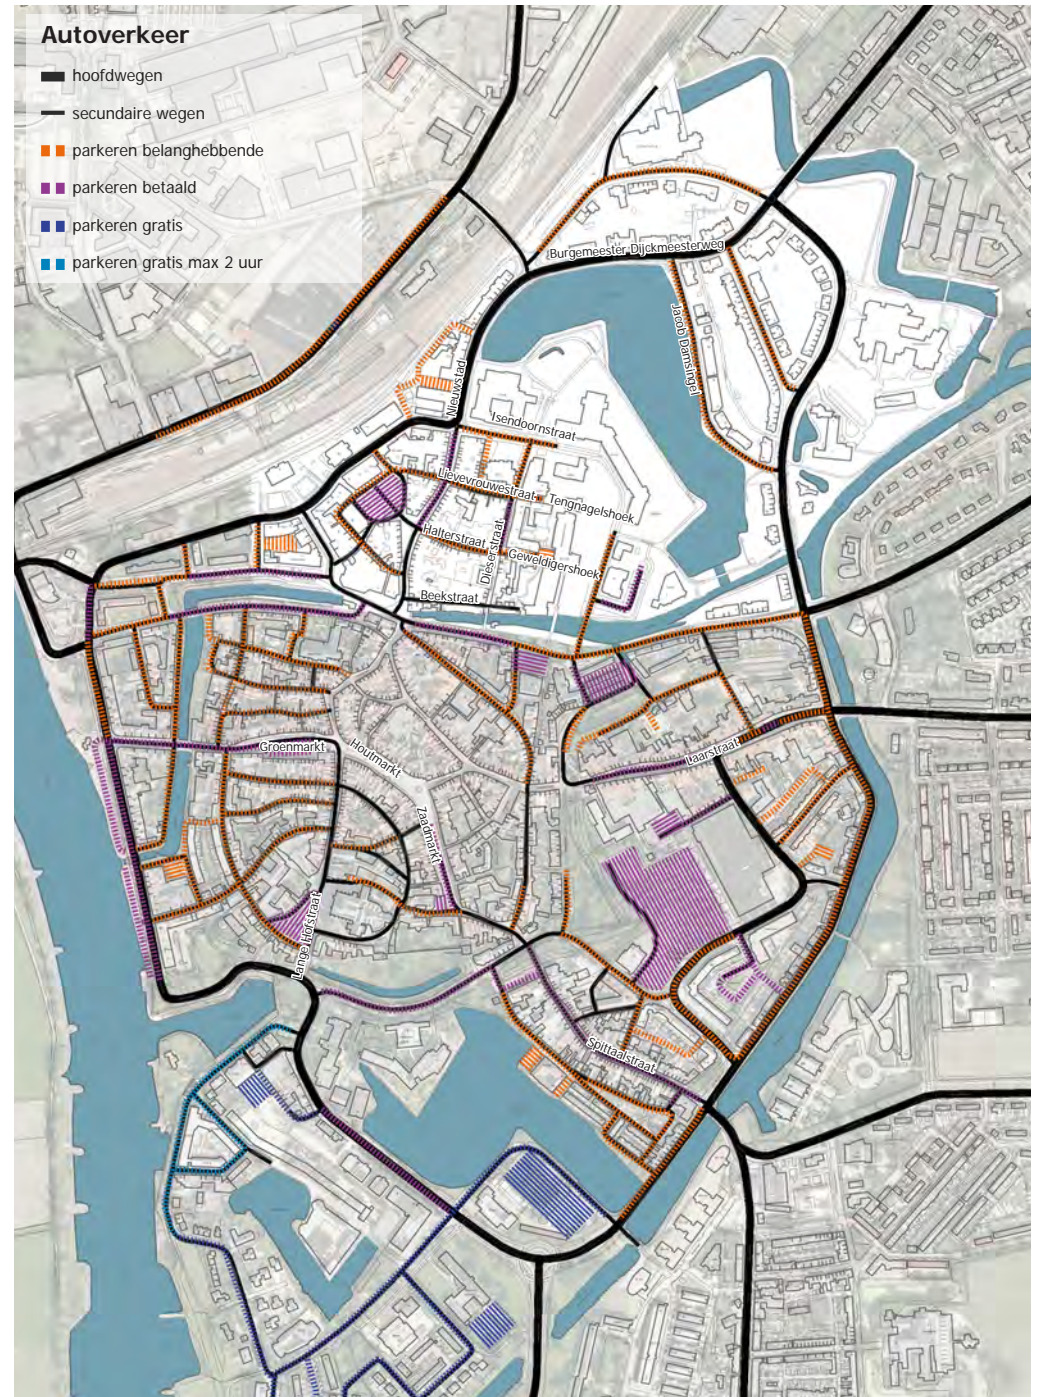 Autoverkeer
hoofdwegen
secundaire wegen
parkeren belanghebbende
parkeren betaald
parkeren gratis
parkeren gratis max 2 uur
Burgemeester Dijckmeesterweg
Jacob Damsingel
Nieuwstad
Isendoornstraat
Lievevrouwestraat
Tengnagelshoek
Halterstraat
Dieserstraat
Geweldigershoek
Beekstraat
Groenmarkt
Houtmarkt
Laarstraat
Zaadmarkt
Lange Hofstraat
Spittaalstraat